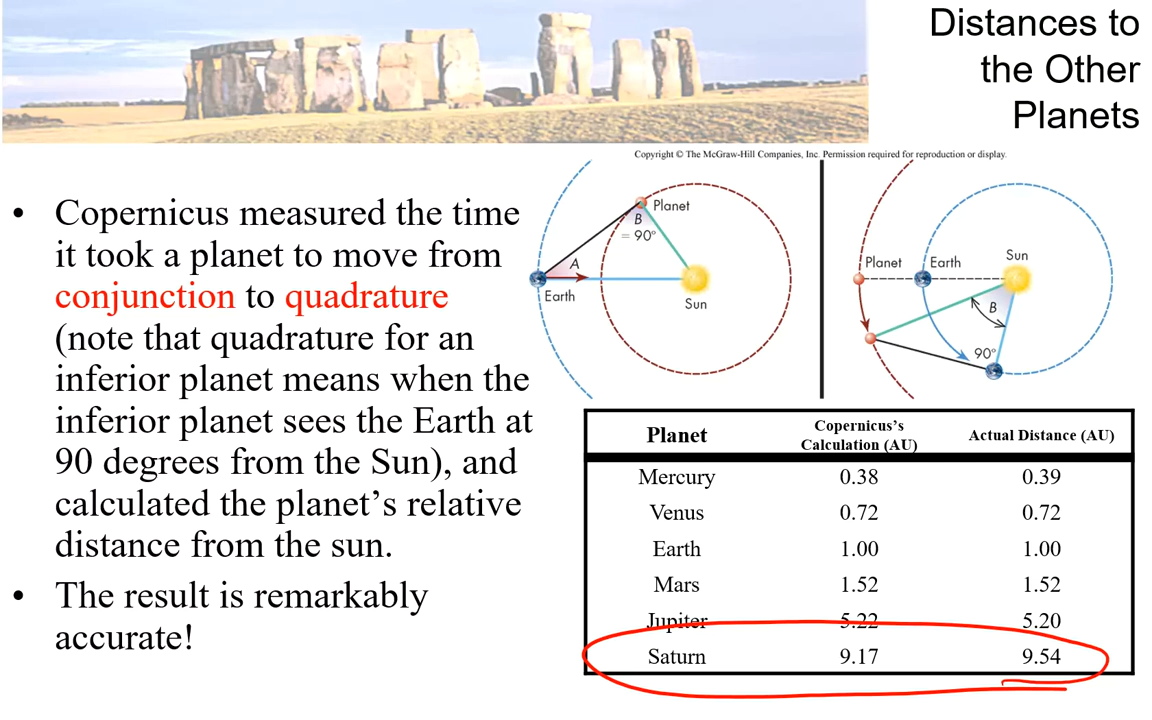 Distances to
the Other
Planets
Copyright © The McGraw-Hill Companies, Inc. Permission required for reproduction or display.
• Copernicus measured the time
it took a planet to move from
conjunction to quadrature
(note that quadrature for an
inferior planet means when the
inferior planet sees the Earth at
90 degrees from the Sun), and
calculated the planet’s relative
distance from the sun.
• The result is remarkably
accurate!
Planet
B
= 90°
A
Earth
Sun
Planet
Earth
Sun
B
90°
Planet Copernicus’s Calculation (AU) Actual Distance (AU)
Mercury 0.38 0.39
Venus 0.72 0.72
Earth 1.00 1.00
Mars 1.52 1.52
Jupiter 5.22 5.20
Saturn 9.17 9.54